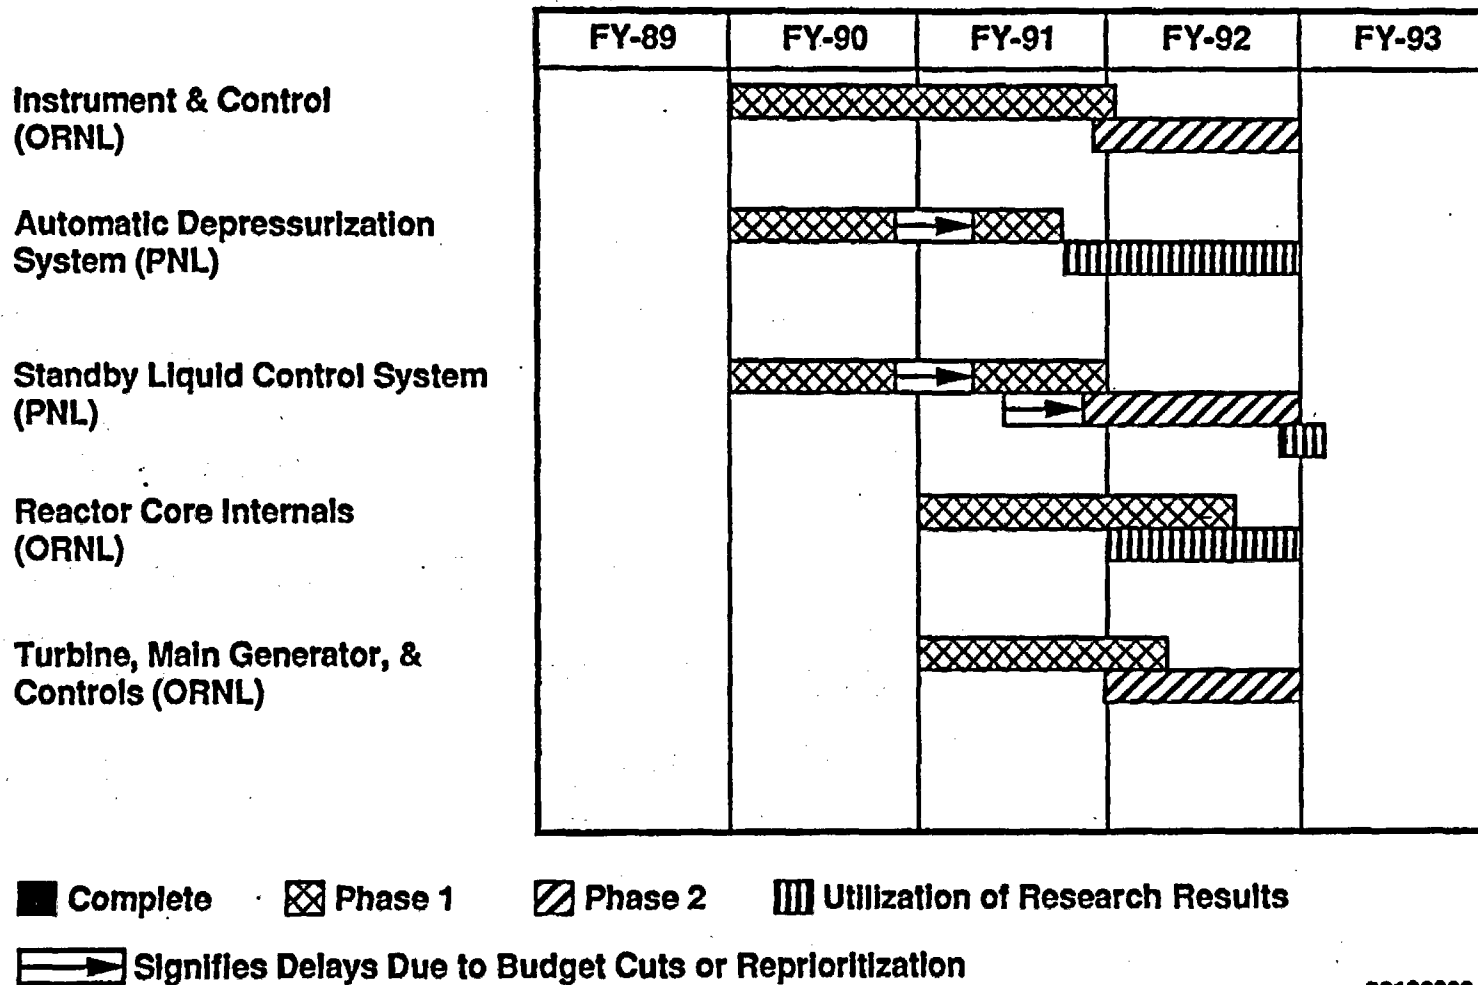 FY-89 FY-90 FY-91 FY-92 FY-93
Instrument & Control
(ORNL)
Automatic Depressurization
System (PNL)
Standby Liquid Control System
(PNL)
Reactor Core Internals
(ORNL)
Turbine, Main Generator, &
Controls (ORNL)
Complete Phase 1 Phase 2 Utilization of Research Results
Signifies Delays Due to Budget Cuts or Reprioritization